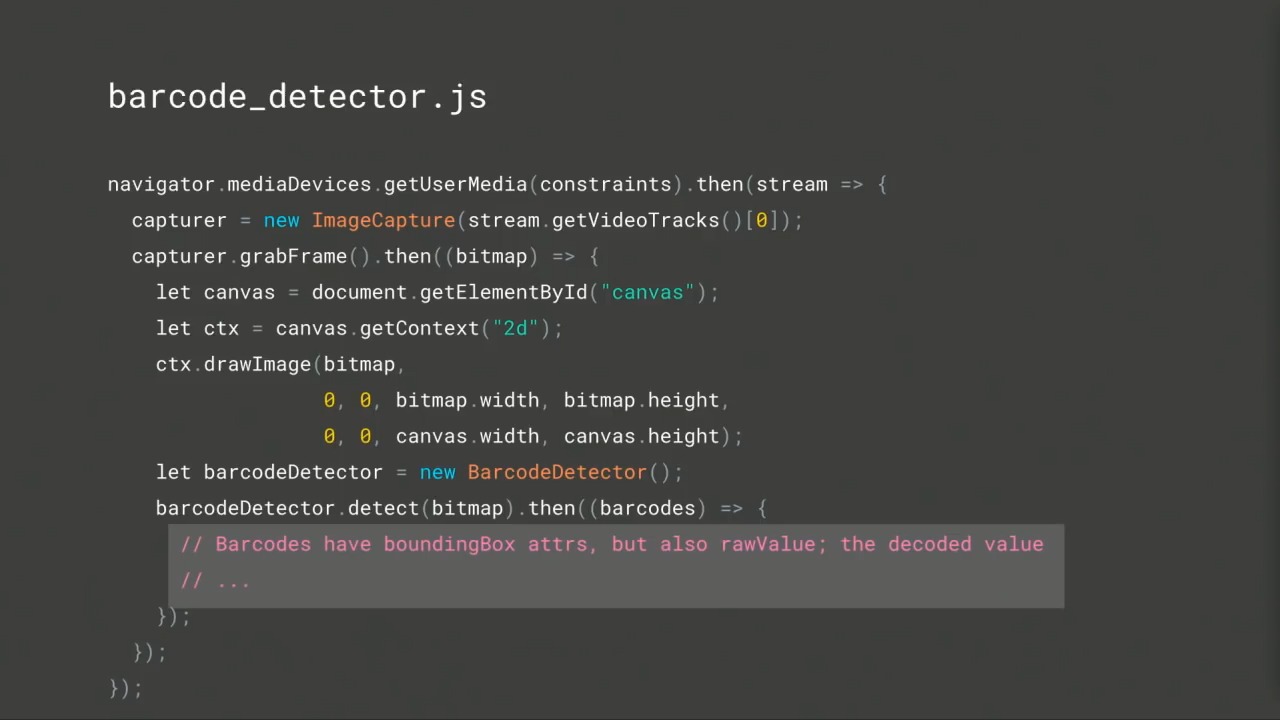 barcode_detector.js
navigator.mediaDevices.getUserMedia(constraints).then(stream => {
  capturer = new ImageCapture(stream.getVideoTracks()[0]);
  capturer.grabFrame().then((bitmap) => {
    let canvas = document.getElementById("canvas");
    let ctx = canvas.getContext("2d");
    ctx.drawImage(bitmap,
                  0, 0, bitmap.width, bitmap.height,
                  0, 0, canvas.width, canvas.height);
    let barcodeDetector = new BarcodeDetector();
    barcodeDetector.detect(bitmap).then((barcodes) => {
      // Barcodes have boundingBox attrs, but also rawValue; the decoded value
      // ...
    });
  });
});